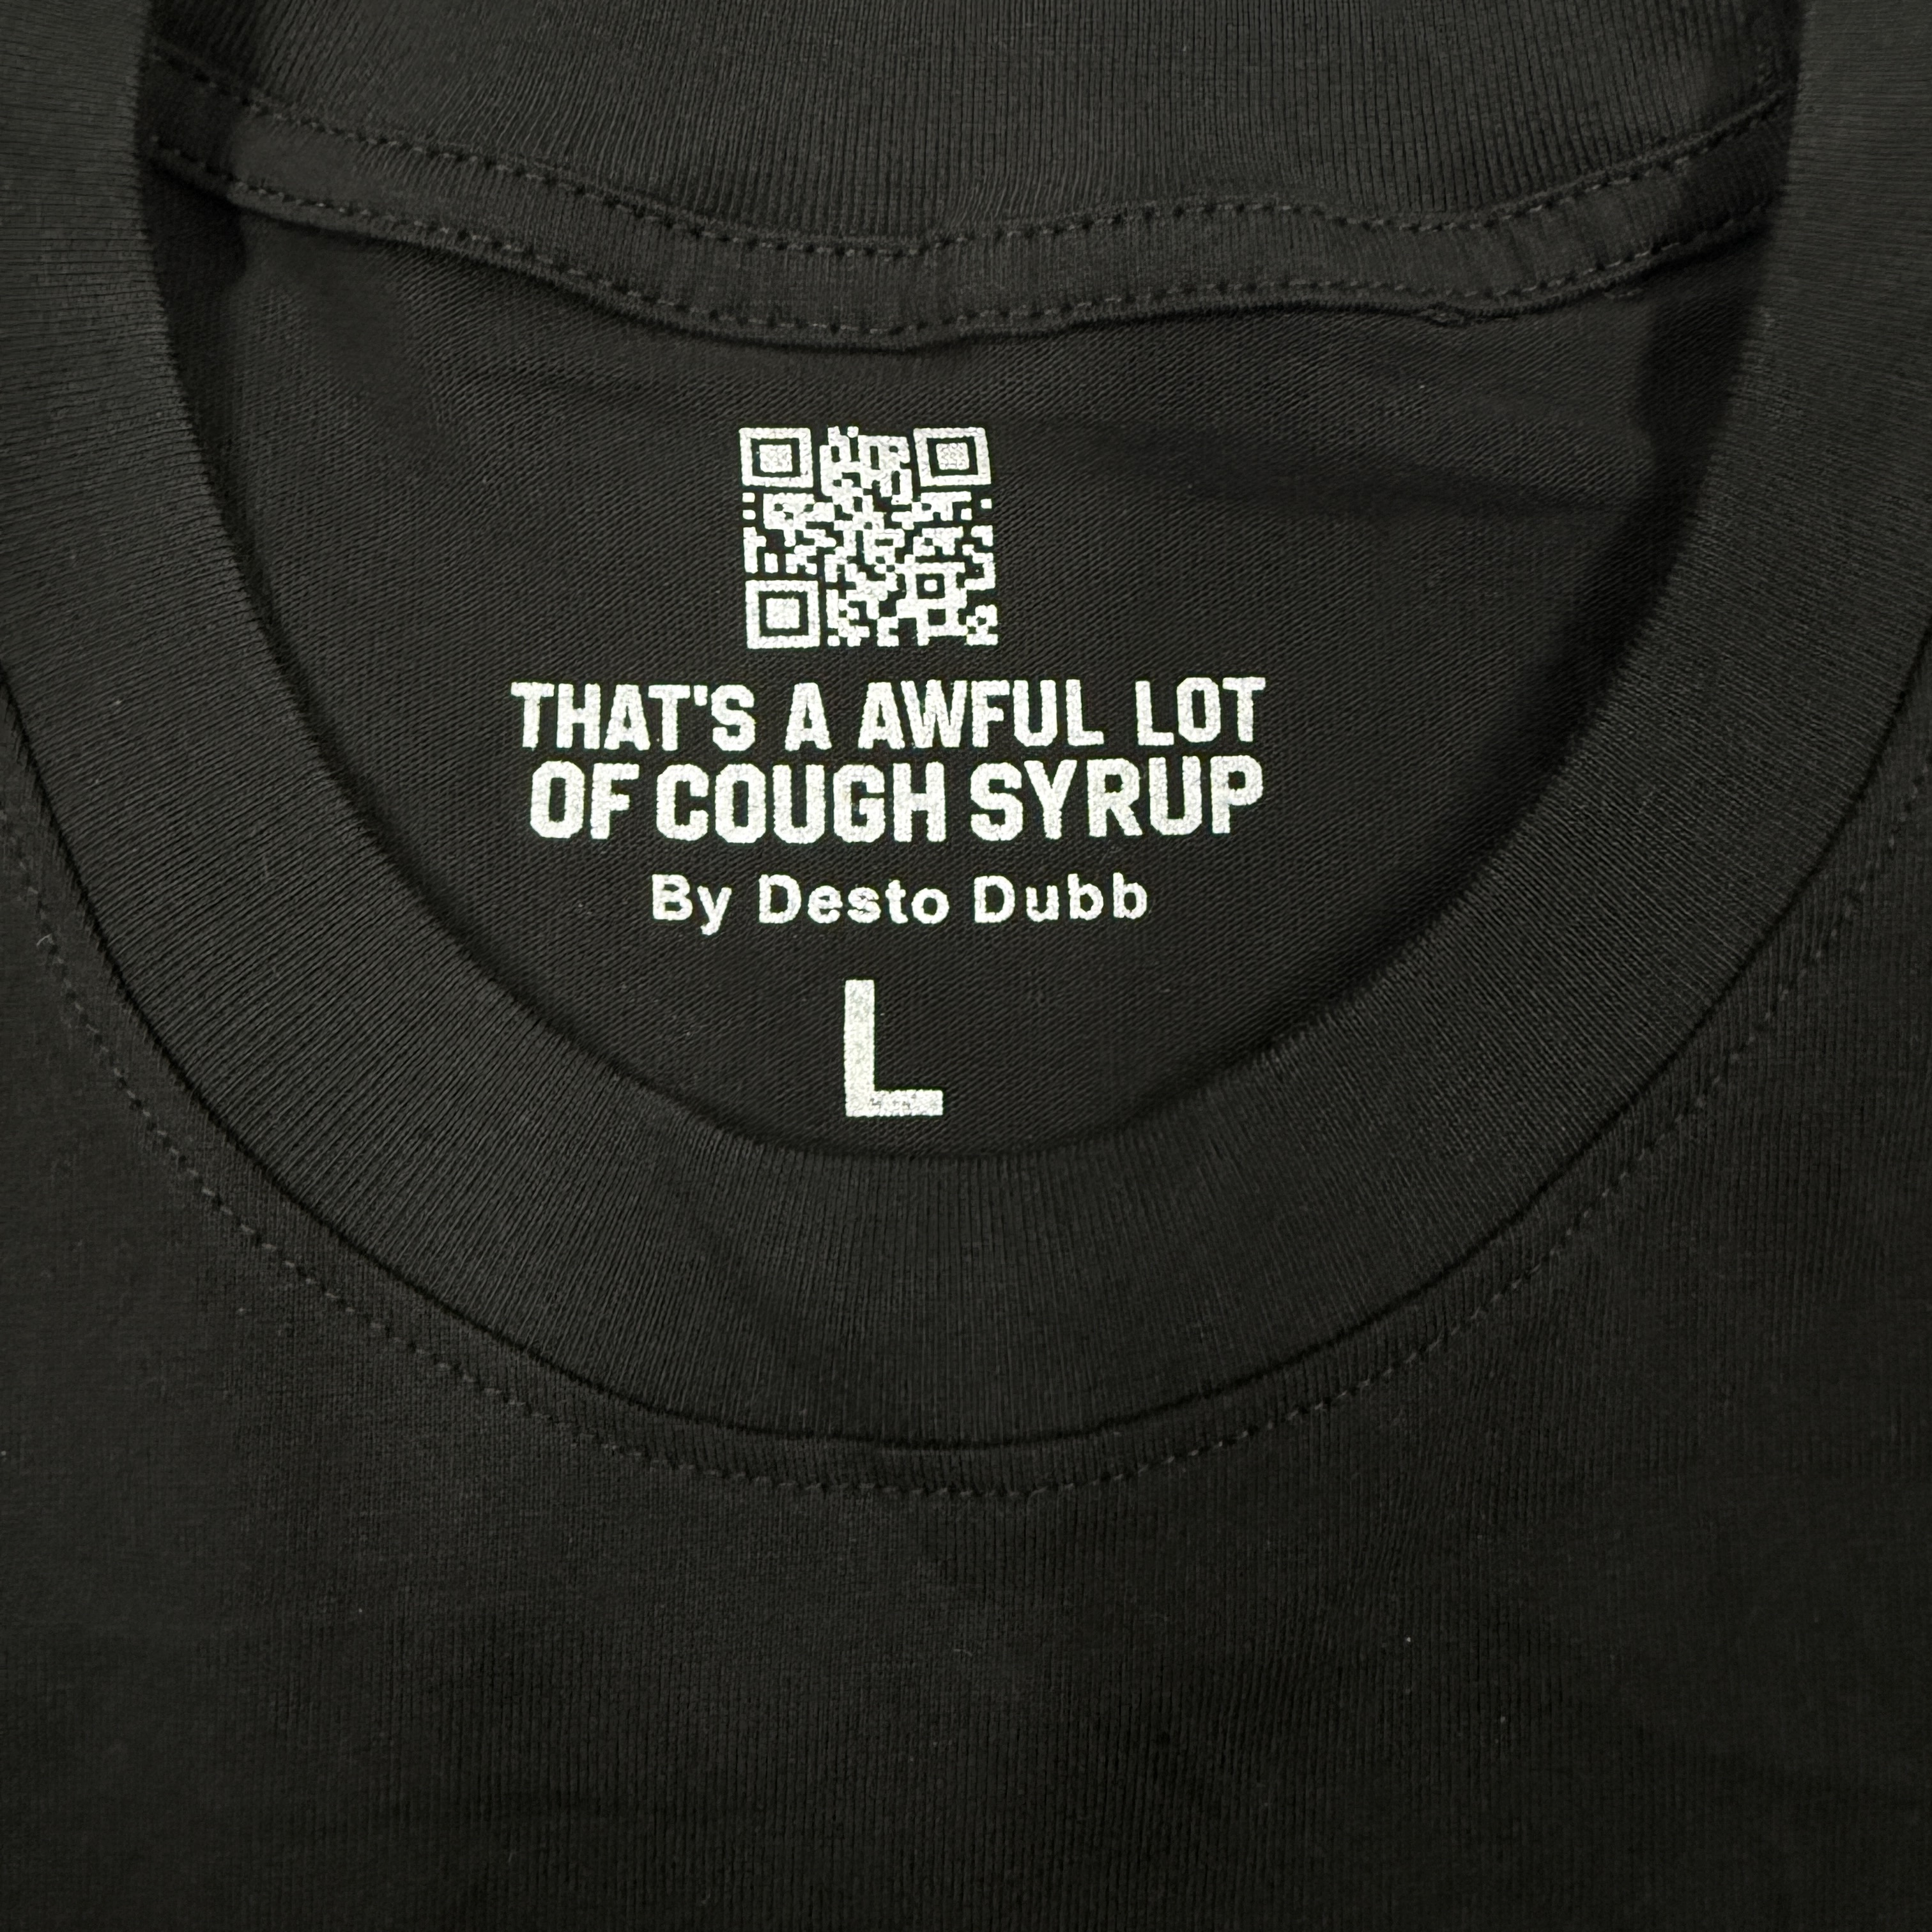 THAT'S A AWFUL LOT
OF COUGH SYRUP
By Desto Dubb
L